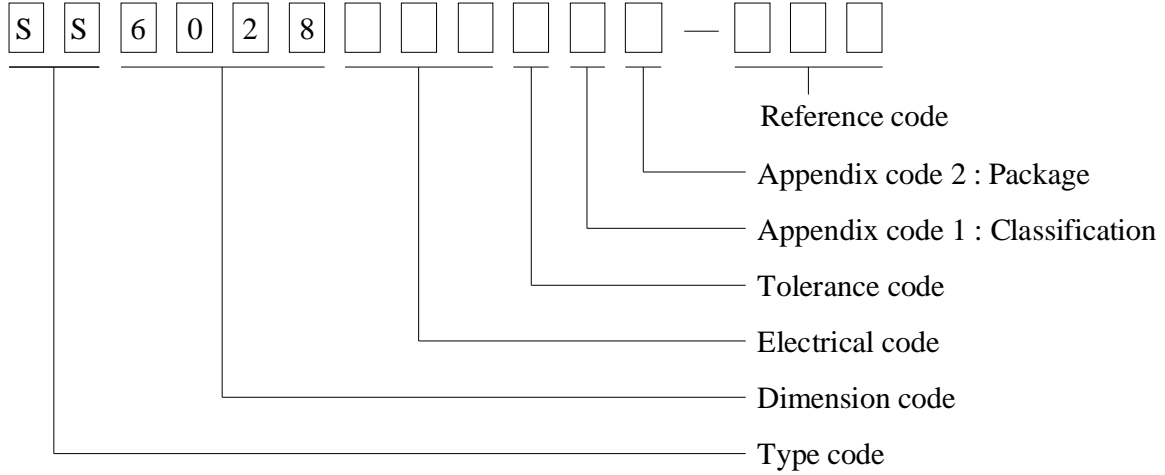 S S 6 0 2 8 —
Reference code
Appendix code 2 : Package
Appendix code 1 : Classification
Tolerance code
Electrical code
Dimension code
Type code